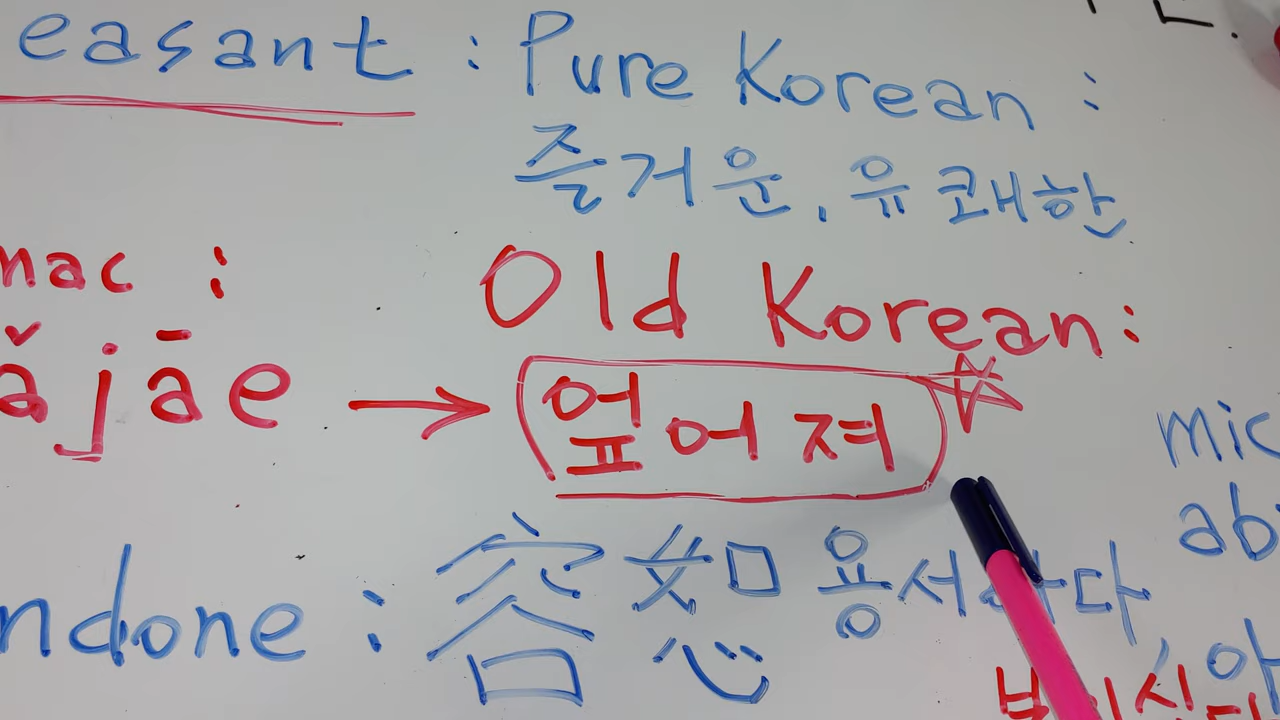 easant : Pure Korean :
즐거운, 유쾌한
mac : Old Korean:
ăjāe → 엎어져
ndone : 容恕 용서하다
mic
ab